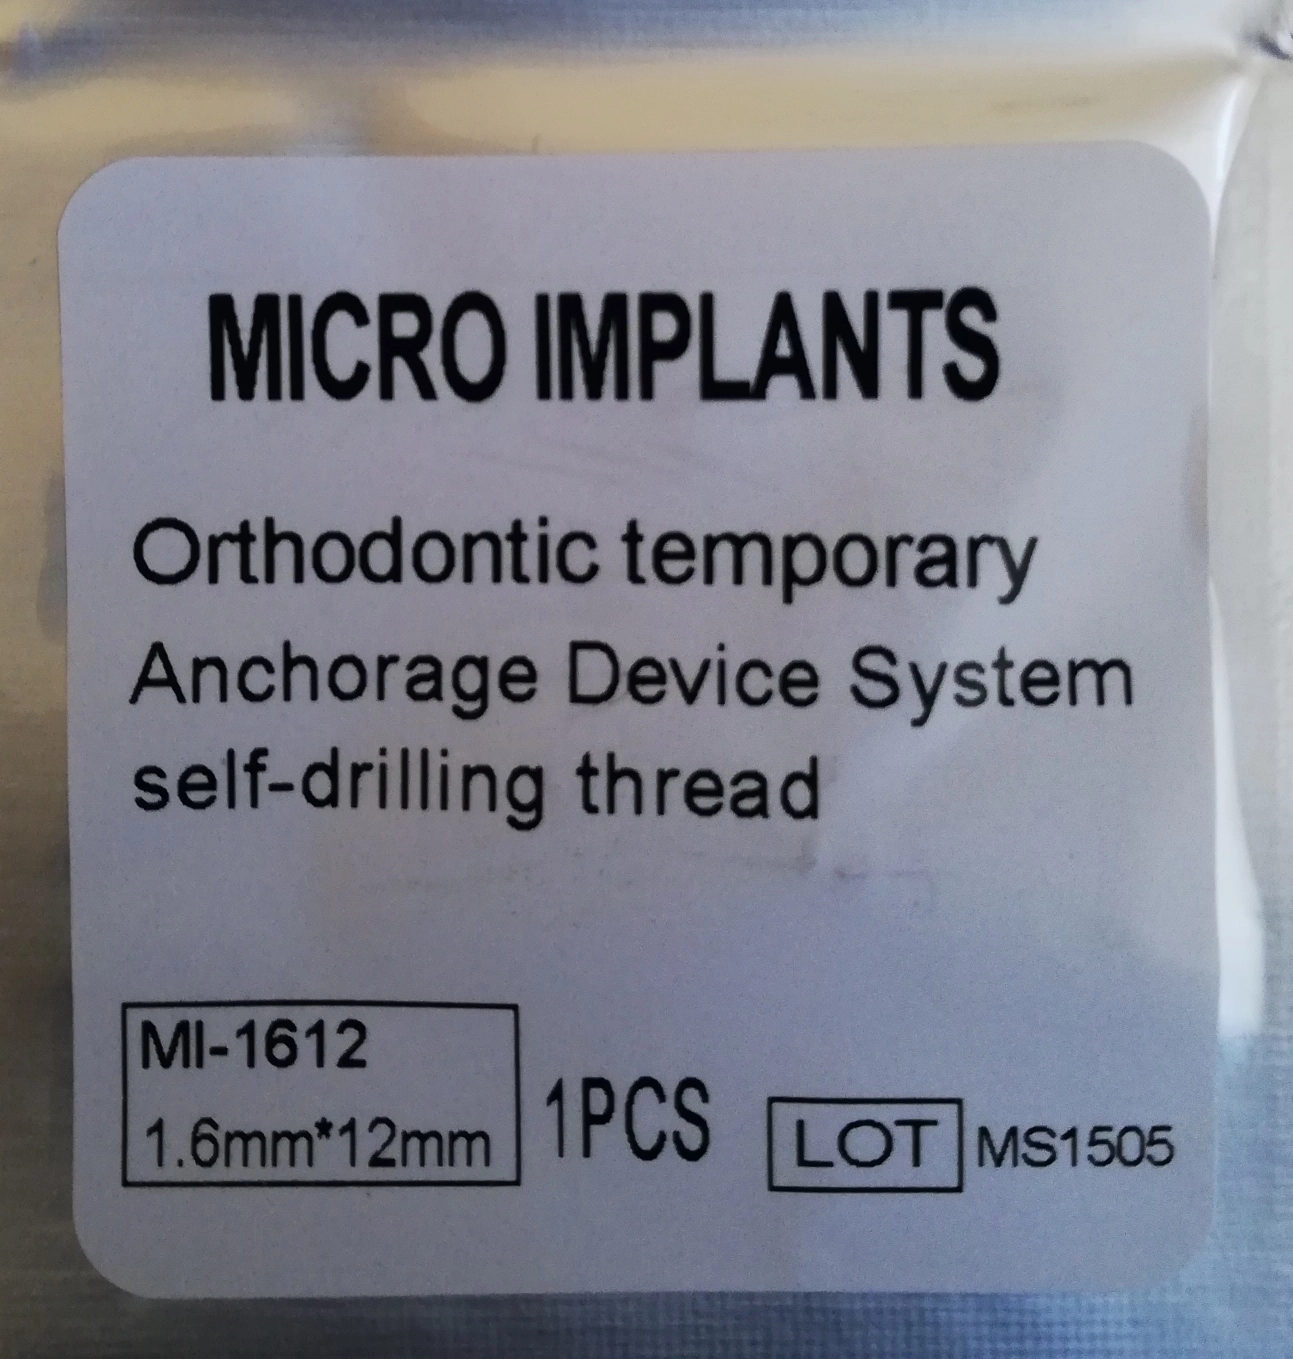 MICRO IMPLANTS
Orthodontic temporary
Anchorage Device System
self-drilling thread
MI-1612
1.6mm*12mm
1PCS
LOT MS1505